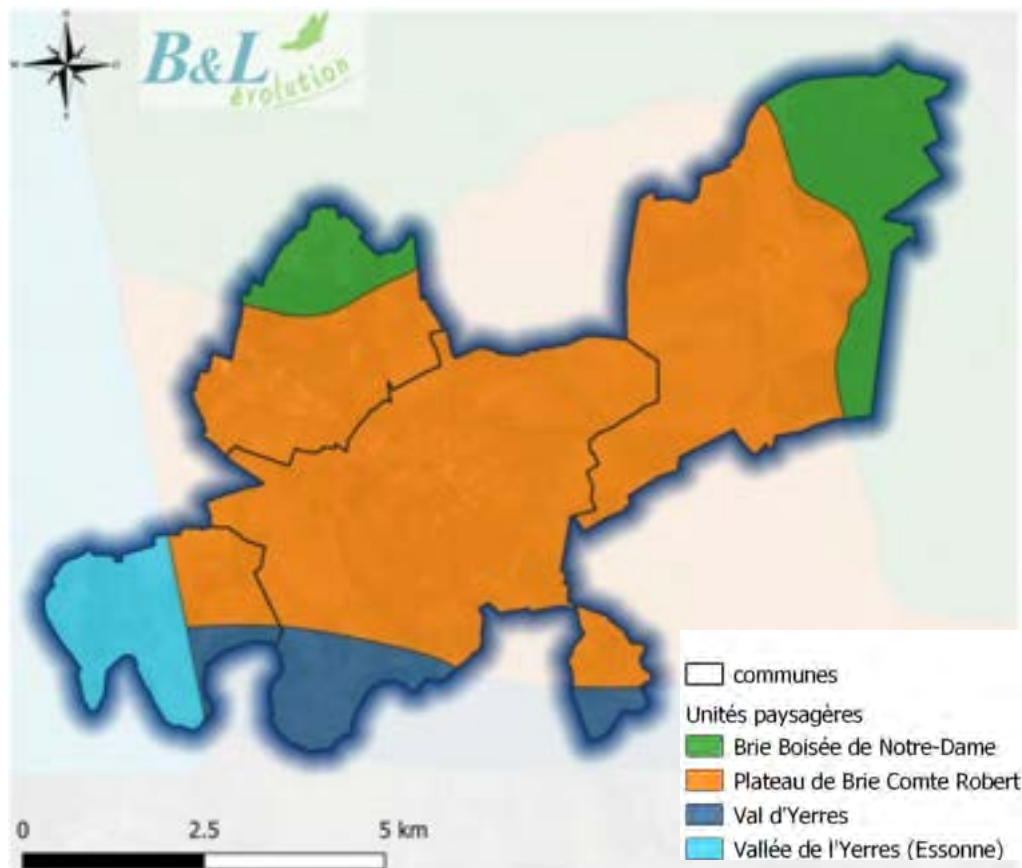 B&L
évolution
communes
Unités paysagères
Brie Boisée de Notre-Dame
Plateau de Brie Comte Robert
Val d'Yerres
Vallée de l'Yerres (Essonne)
0 2.5 5 km